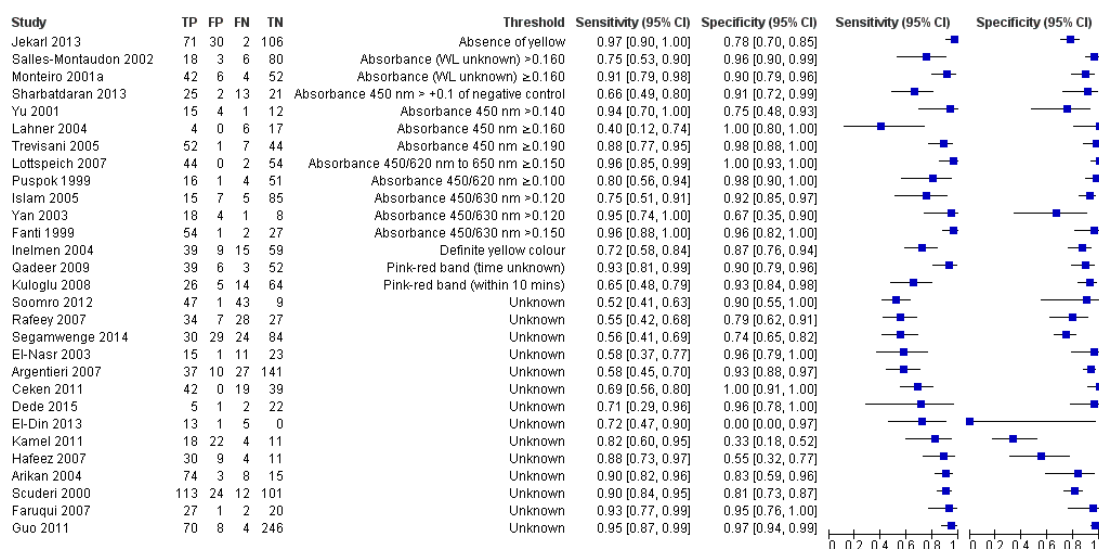 Study TP FP FN TN Threshold Sensitivity (95% CI) Specificity (95% CI) Sensitivity (95% CI) Specificity (95% CI)
Jekarl 2013 71 30 2 106 Absence of yellow 0.97 [0.90, 1.00] 0.78 [0.70, 0.85]
Salles-Montaudon 2002 18 3 6 80 Absorbance (WL unknown) >0.160 0.75 [0.53, 0.90] 0.96 [0.90, 0.99]
Monteiro 2001a 42 6 4 52 Absorbance (WL unknown) ≥0.160 0.91 [0.79, 0.98] 0.90 [0.79, 0.96]
Sharbatdaran 2013 25 2 13 21 Absorbance 450 nm > +0.1 of negative control 0.66 [0.49, 0.80] 0.91 [0.72, 0.99]
Yu 2001 15 4 1 12 Absorbance 450 nm >0.140 0.94 [0.70, 1.00] 0.75 [0.48, 0.93]
Lahner 2004 4 0 6 17 Absorbance 450 nm ≥0.160 0.40 [0.12, 0.74] 1.00 [0.80, 1.00]
Trevisani 2005 52 1 7 44 Absorbance 450 nm ≥0.190 0.88 [0.77, 0.95] 0.98 [0.88, 1.00]
Lottspeich 2007 44 0 2 54 Absorbance 450/620 nm to 650 nm ≥0.150 0.96 [0.85, 0.99] 1.00 [0.93, 1.00]
Puspok 1999 16 1 4 51 Absorbance 450/620 nm ≥0.100 0.80 [0.56, 0.94] 0.98 [0.90, 1.00]
Islam 2005 15 7 5 85 Absorbance 450/630 nm >0.120 0.75 [0.51, 0.91] 0.92 [0.85, 0.97]
Yan 2003 18 4 1 8 Absorbance 450/630 nm >0.120 0.95 [0.74, 1.00] 0.67 [0.35, 0.90]
Fanti 1999 54 1 2 27 Absorbance 450/630 nm >0.150 0.96 [0.88, 1.00] 0.96 [0.82, 1.00]
Inelmen 2004 39 9 15 59 Definite yellow colour 0.72 [0.58, 0.84] 0.87 [0.76, 0.94]
Qadeer 2009 39 6 3 52 Pink-red band (time unknown) 0.93 [0.81, 0.99] 0.90 [0.79, 0.96]
Kuloglu 2008 26 5 14 64 Pink-red band (within 10 mins) 0.65 [0.48, 0.79] 0.93 [0.84, 0.98]
Soomro 2012 47 1 43 9 Unknown 0.52 [0.41, 0.63] 0.90 [0.55, 1.00]
Rafeey 2007 34 7 28 27 Unknown 0.55 [0.42, 0.68] 0.79 [0.62, 0.91]
Segamwenge 2014 30 29 24 84 Unknown 0.56 [0.41, 0.69] 0.74 [0.65, 0.82]
El-Nasr 2003 15 1 11 23 Unknown 0.58 [0.37, 0.77] 0.96 [0.79, 1.00]
Argentieri 2007 37 10 27 141 Unknown 0.58 [0.45, 0.70] 0.93 [0.88, 0.97]
Ceken 2011 42 0 19 39 Unknown 0.69 [0.56, 0.80] 1.00 [0.91, 1.00]
Dede 2015 5 1 2 22 Unknown 0.71 [0.29, 0.96] 0.96 [0.78, 1.00]
El-Din 2013 13 1 5 0 Unknown 0.72 [0.47, 0.90] 0.00 [0.00, 0.97]
Kamel 2011 18 22 4 11 Unknown 0.82 [0.60, 0.95] 0.33 [0.18, 0.52]
Hafeez 2007 30 9 4 11 Unknown 0.88 [0.73, 0.97] 0.55 [0.32, 0.77]
Arikan 2004 74 3 8 15 Unknown 0.90 [0.82, 0.96] 0.83 [0.59, 0.96]
Scuderi 2000 113 24 12 101 Unknown 0.90 [0.84, 0.95] 0.81 [0.73, 0.87]
Faruqui 2007 27 1 2 20 Unknown 0.93 [0.77, 0.99] 0.95 [0.76, 1.00]
Guo 2011 70 8 4 246 Unknown 0.95 [0.87, 0.99] 0.97 [0.94, 0.99]
0 0.2 0.4 0.6 0.8 1 0 0.2 0.4 0.6 0.8 1